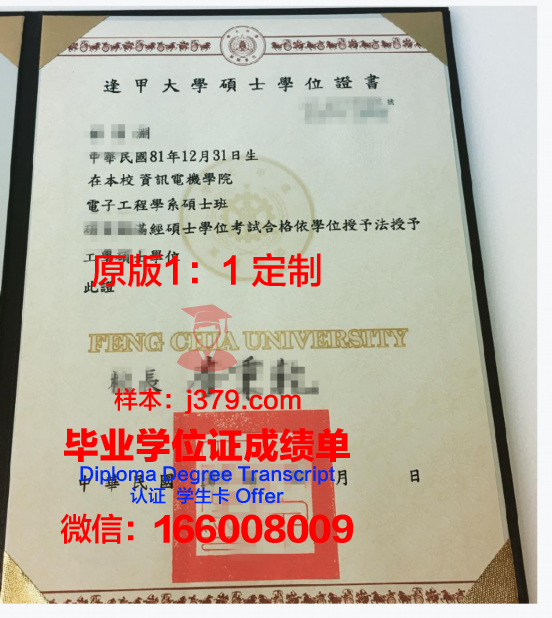 逢甲大學碩士學位證書
號
中華民國81年12月31日生
在本校 資訊電機學院
電子工程學系碩士班
經碩士學位考試合格依學位授予法授予
工學碩士學位
原版1：1 定制
此證
FENG CHIA UNIVERSITY
校長
样本：j379.com
毕业学位证成绩单
Diploma Degree Transcript
中華民國 月 日
认证 学生卡 Offer
微信：166008009